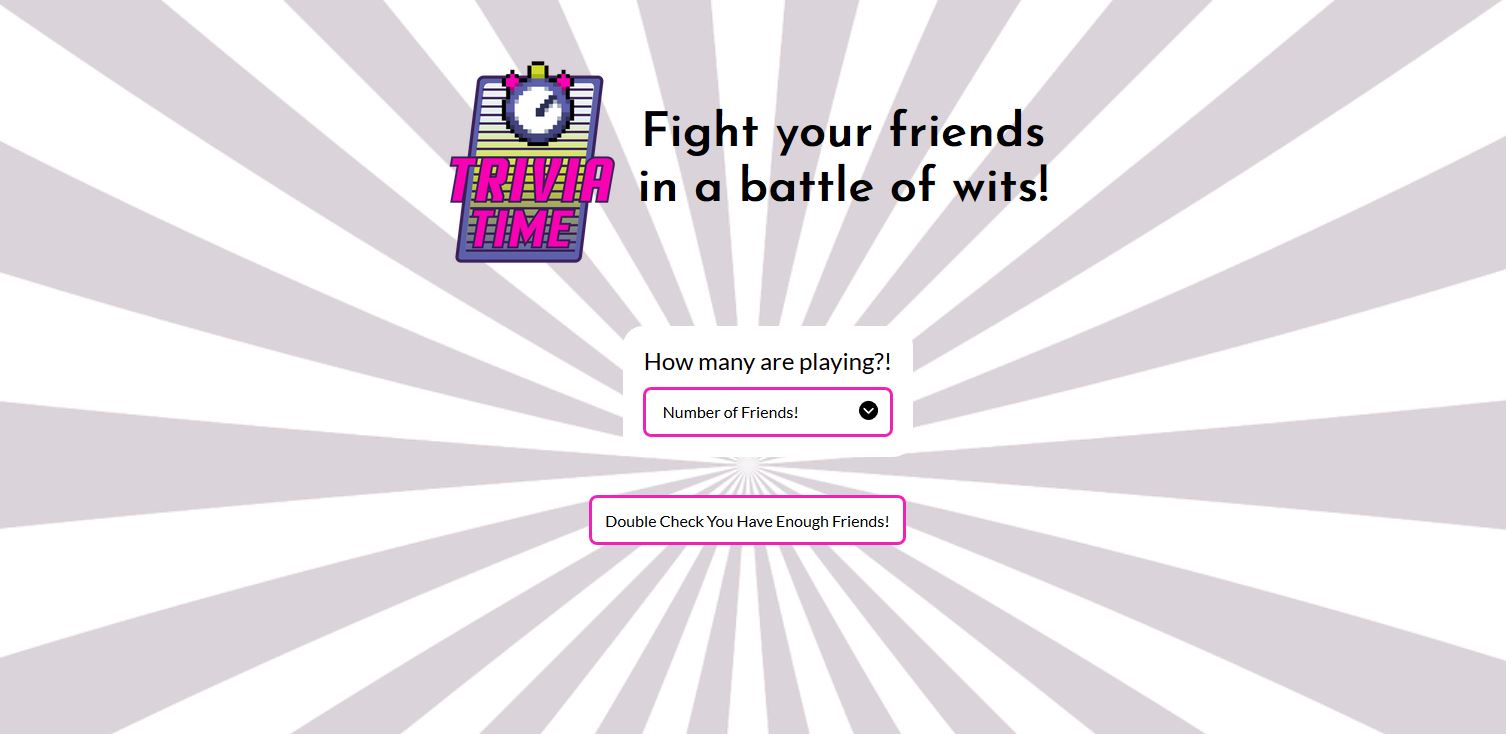 TRIVIA
TIME
Fight your friends
in a battle of wits!
How many are playing?!
Number of Friends!
Double Check You Have Enough Friends!